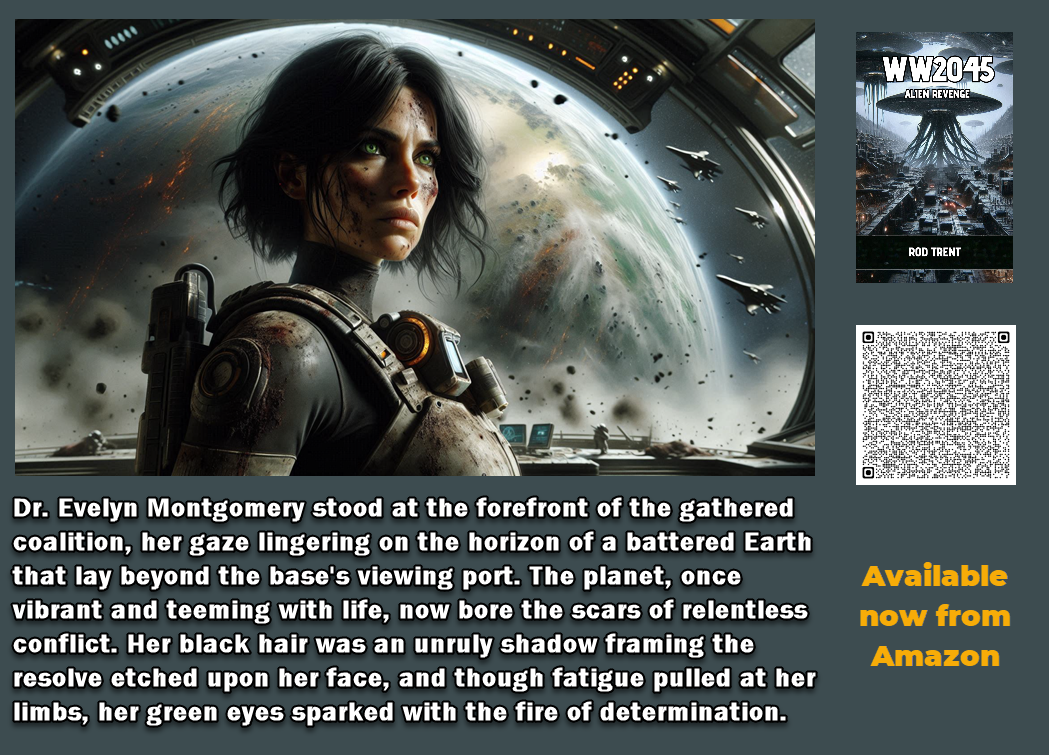 WW2045
ALIEN REVENGE
ROD TRENT
Dr. Evelyn Montgomery stood at the forefront of the gathered
coalition, her gaze lingering on the horizon of a battered Earth
that lay beyond the base's viewing port. The planet, once
vibrant and teeming with life, now bore the scars of relentless
conflict. Her black hair was an unruly shadow framing the
resolve etched upon her face, and though fatigue pulled at her
limbs, her green eyes sparked with the fire of determination.
Available
now from
Amazon